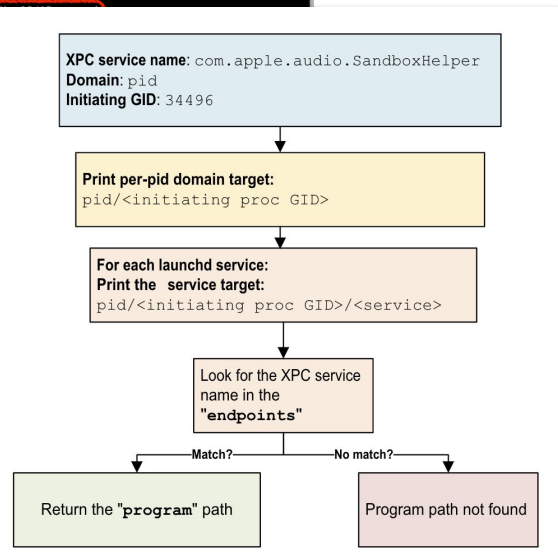 XPC service name: com.apple.audio.SandboxHelper
Domain: pid
Initiating GID: 34496
Print per-pid domain target:
pid/<initiating proc GID>
For each launchd service:
Print the service target:
pid/<initiating proc GID>/<service>
Look for the XPC service
name in the
"endpoints"
Match?
No match?
Return the "program" path
Program path not found